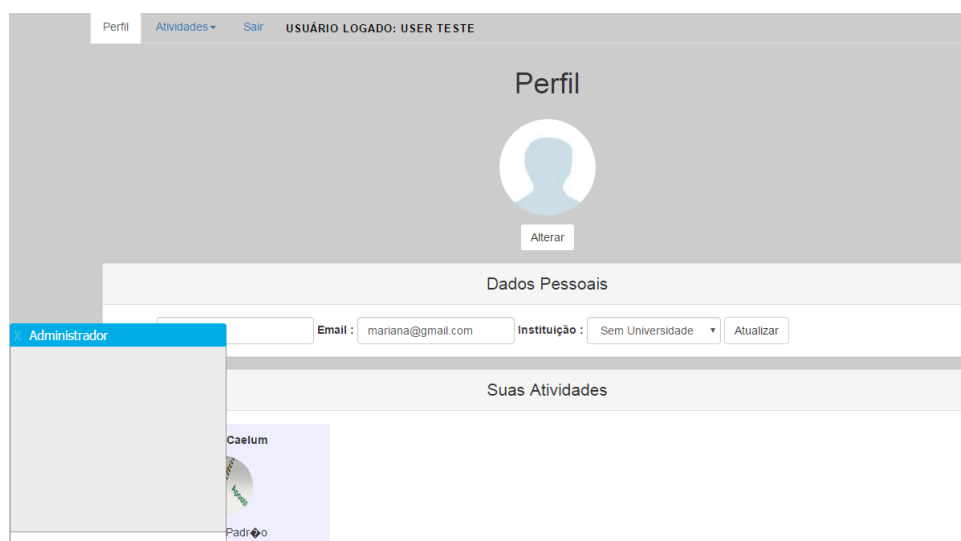 Perfil Atividades Sair USUÁRIO LOGADO: USER TESTE
Perfil
Alterar
Dados Pessoais
Email : mariana@gmail.com Instituição : Sem Universidade Atualizar
X Administrador
Suas Atividades
Caelum
Agosti
Padr�o